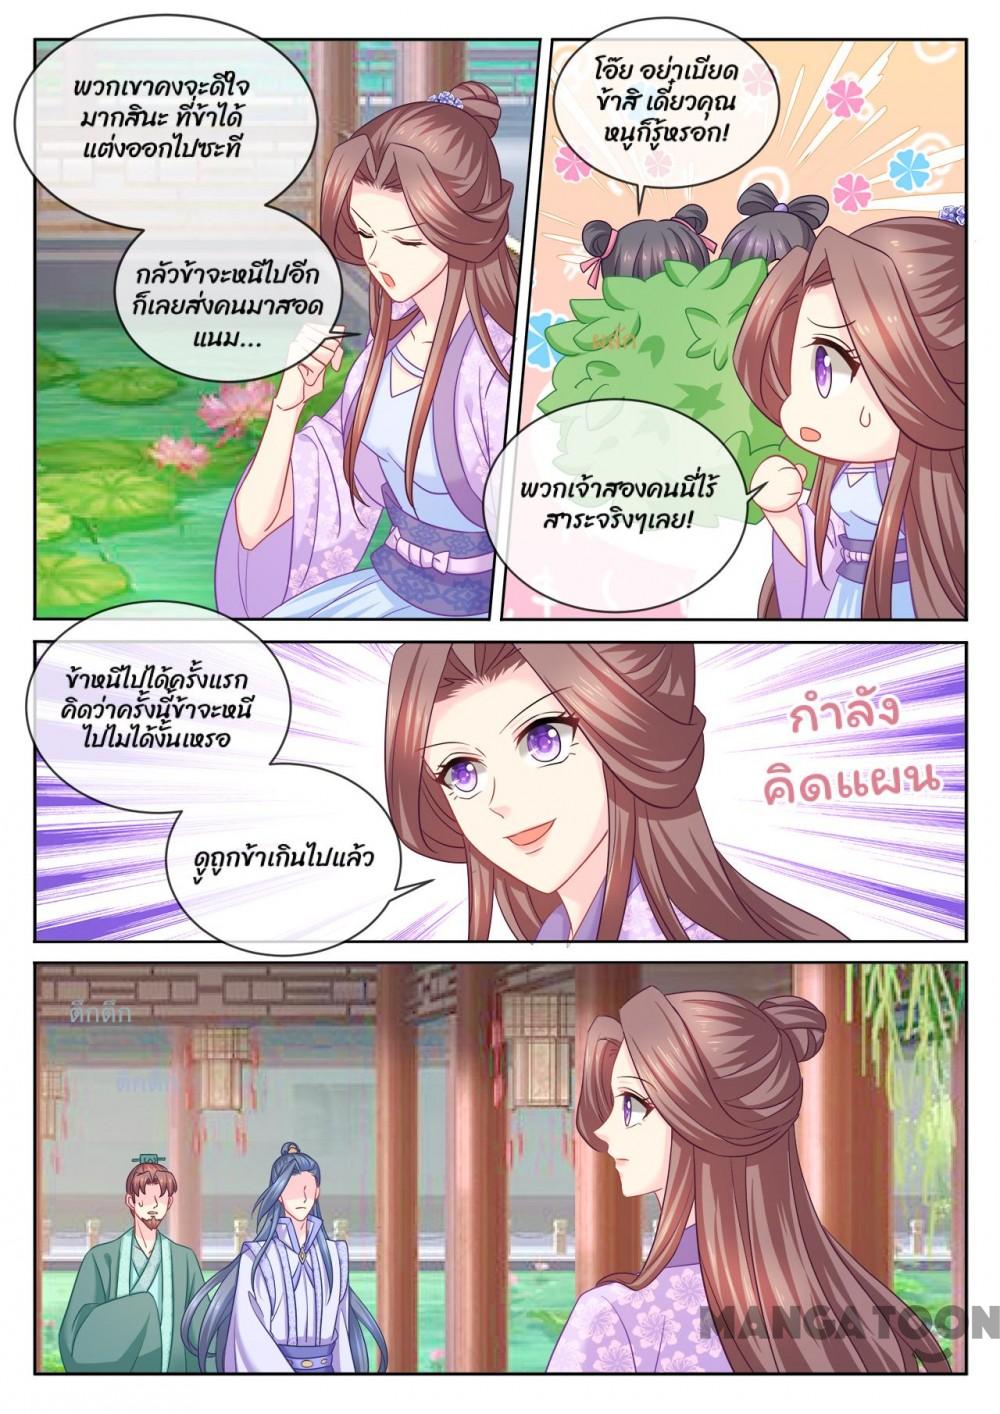 พวกเขาคงจะดีใจ
มากสินะ ที่ข้าได้
แต่งออกไปซะที
กลัวข้าจะหนีไปอีก
ก็เลยส่งคนมาสอด
แนม...
โอ๊ย อย่าเบียด
ข้าสิ เดี๋ยวคุณ
หนูก็รู้หรอก!
ผลัก
พวกเจ้าสองคนนี่ไร้
สาระจริงๆเลย!
ข้าหนีไปได้ครั้งแรก
คิดว่าครั้งนี้ข้าจะหนี
ไปไม่ได้งั้นเหรอ
ดูถูกข้าเกินไปแล้ว
กำลัง
คิดแผน
ตึกตึก
ตึกตึก
MANGATOON